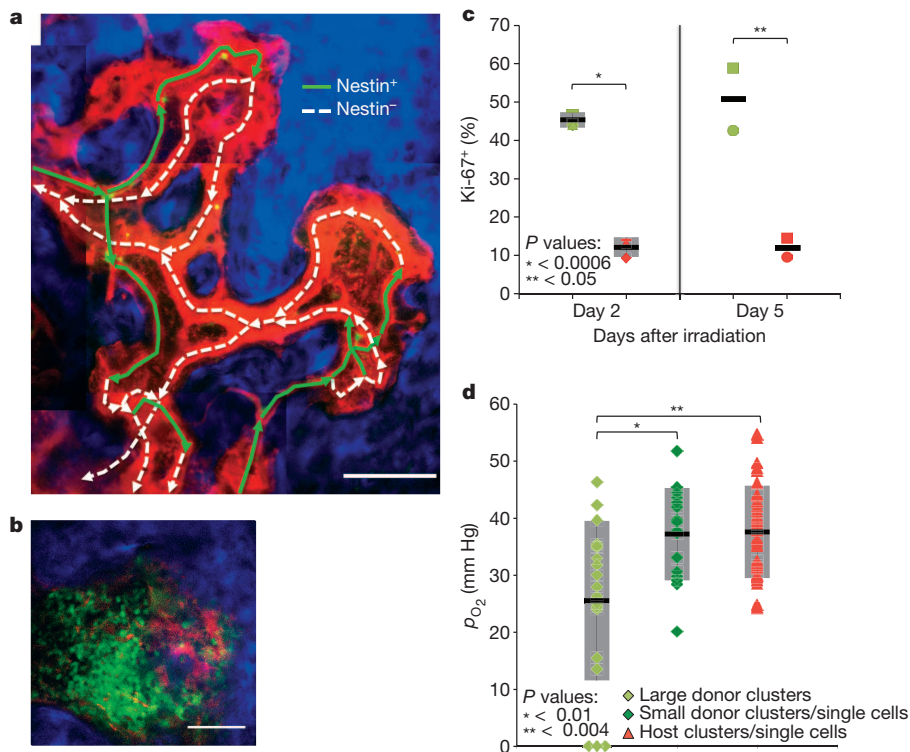 a
Nestin⁺
Nestin⁻
b
c
Ki-67⁺ (%)
70
60
50
40
30
20
10
0
*
**
P values:
* < 0.0006
** < 0.05
Day 2
Day 5
Days after irradiation
d
pO₂ (mm Hg)
60
50
40
30
20
10
0
**
*
P values:
* < 0.01
** < 0.004
Large donor clusters
Small donor clusters/single cells
Host clusters/single cells